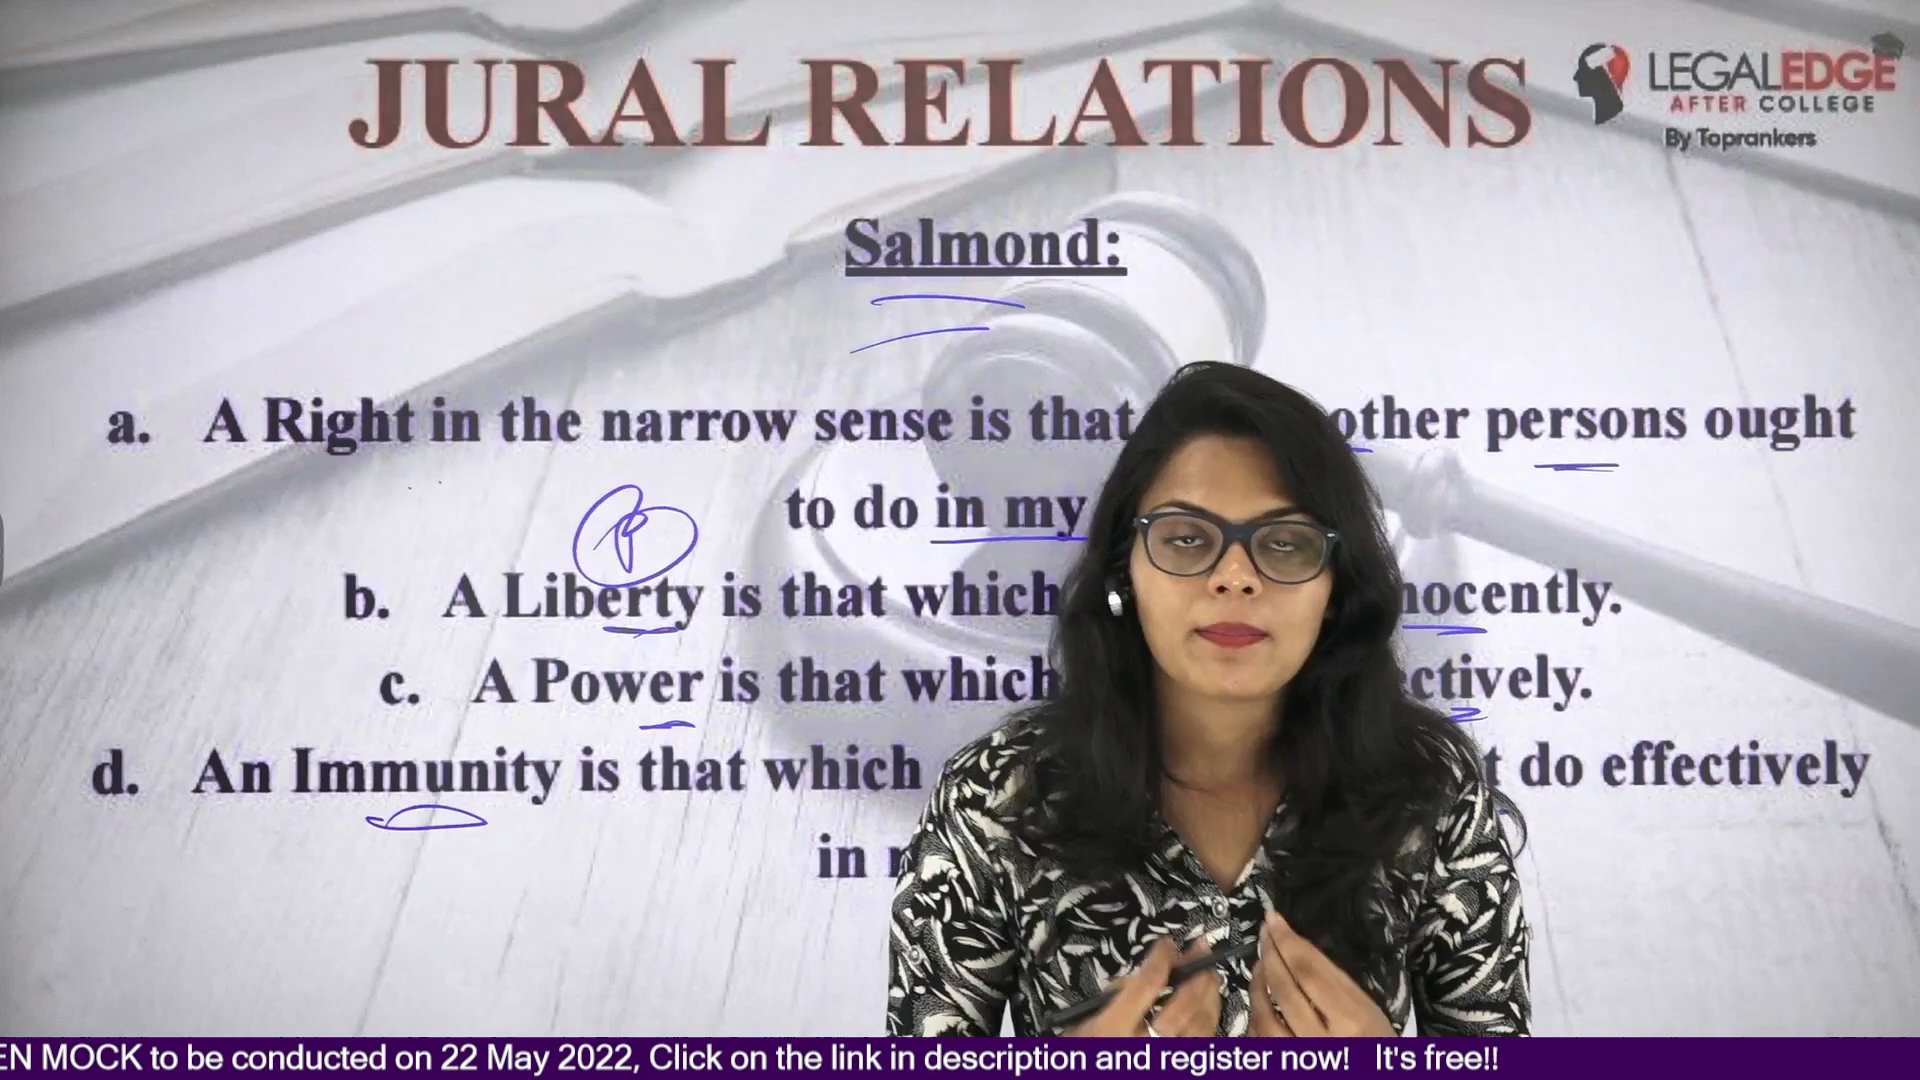 JURAL RELATIONS
LEGALEDGE
AFTER COLLEGE
By Toprankers
Salmond:
a. A Right in the narrow sense is that other persons ought
to do in my
b. A Liberty is that which
c. A Power is that which
d. An Immunity is that which do effectively
in
EN MOCK to be conducted on 22 May 2022, Click on the link in description and register now! It's free!!